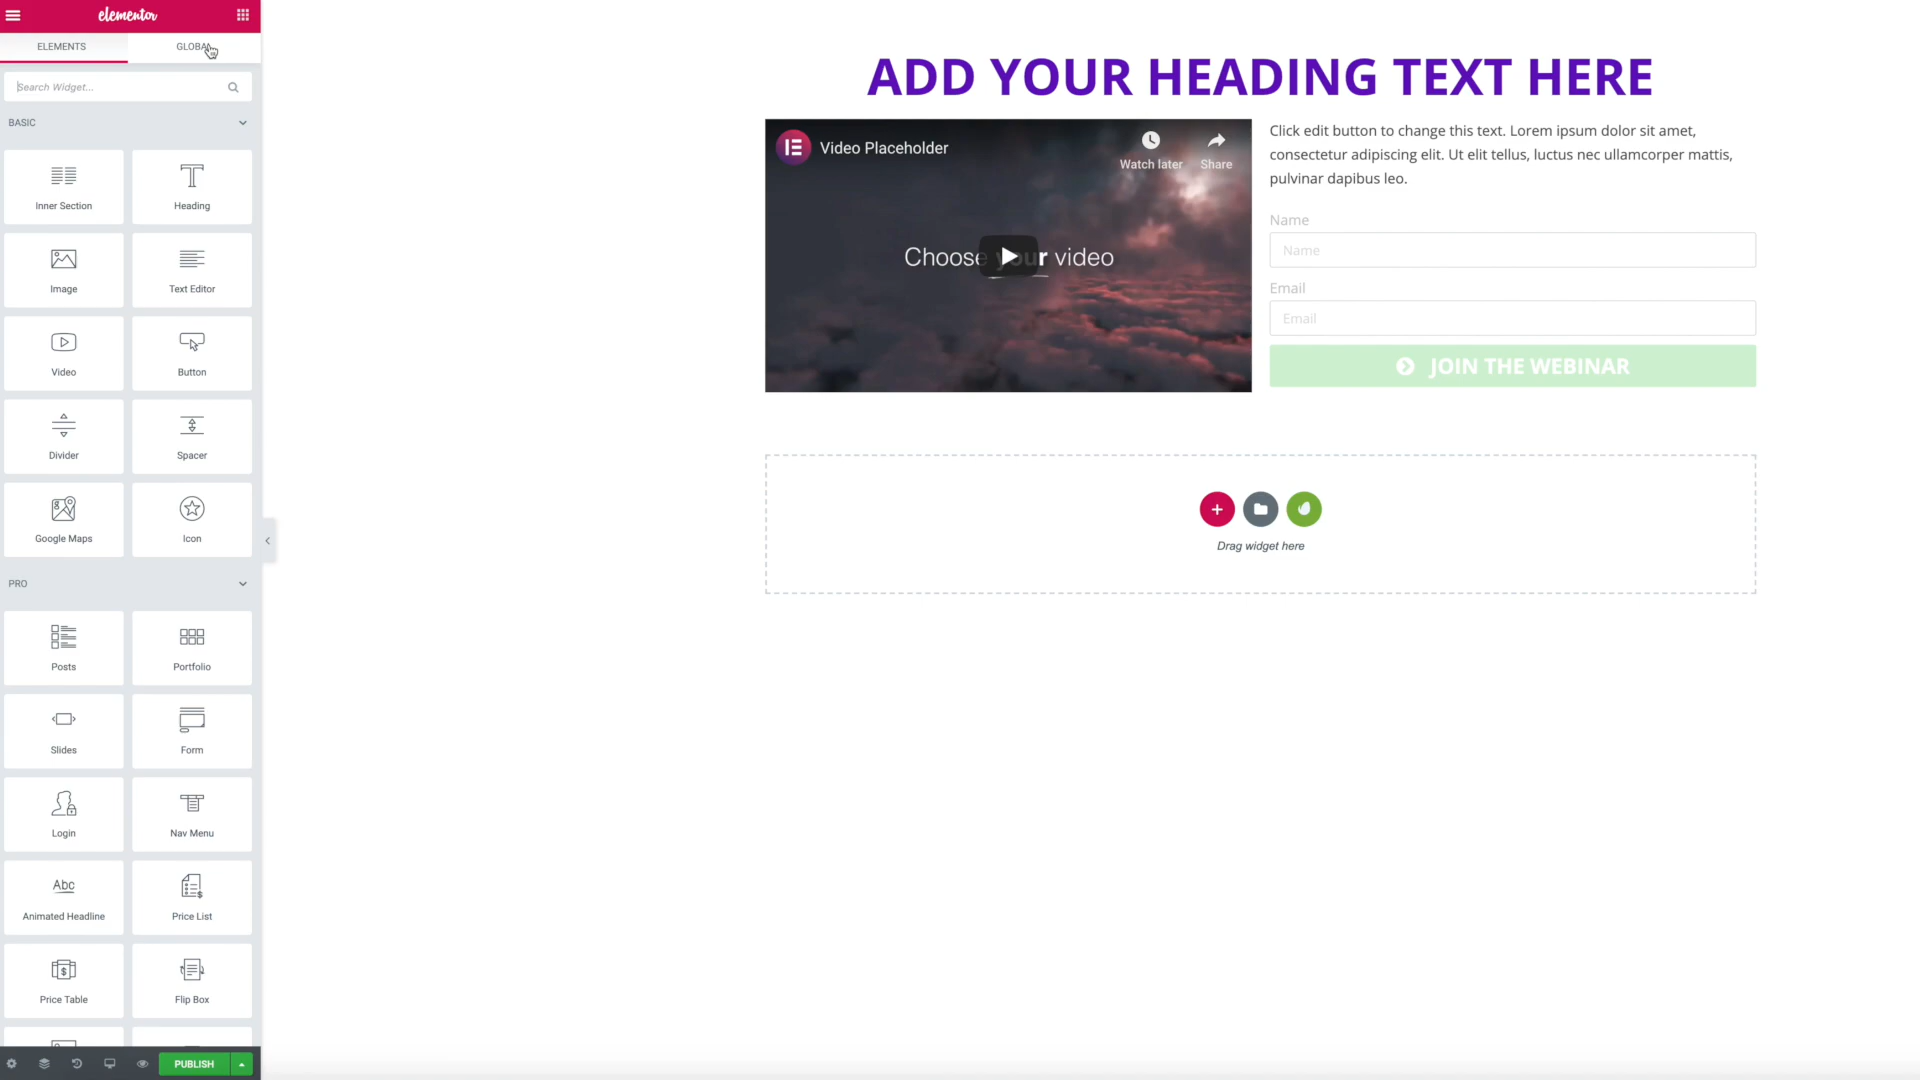 elementor
ELEMENTS
GLOBAL
Search Widget...
BASIC
Inner Section
Heading
Image
Text Editor
Video
Button
Divider
Spacer
Google Maps
Icon
PRO
Posts
Portfolio
Slides
Form
Login
Nav Menu
Abc
Animated Headline
Price List
Price Table
Flip Box
PUBLISH
ADD YOUR HEADING TEXT HERE
Video Placeholder
Watch later
Share
Choose your video
Click edit button to change this text. Lorem ipsum dolor sit amet,
consectetur adipiscing elit. Ut elit tellus, luctus nec ullamcorper mattis,
pulvinar dapibus leo.
Name
Name
Email
Email
JOIN THE WEBINAR
Drag widget here